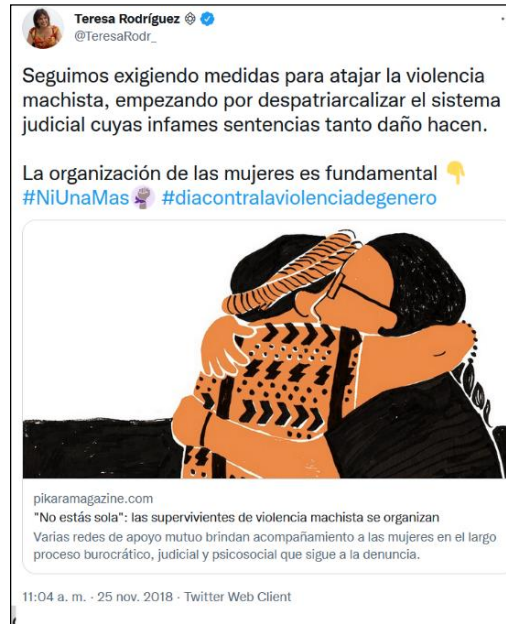 Teresa Rodríguez
@TeresaRodr_
Seguimos exigiendo medidas para atajar la violencia
machista, empezando por despatriarcalizar el sistema
judicial cuyas infames sentencias tanto daño hacen.
La organización de las mujeres es fundamental 👇
#NiUnaMas #diacontralaviolenciadegenero
pikaramagazine.com
"No estás sola": las supervivientes de violencia machista se organizan
Varias redes de apoyo mutuo brindan acompañamiento a las mujeres en el largo
proceso burocrático, judicial y psicosocial que sigue a la denuncia.
11:04 a. m. · 25 nov. 2018 · Twitter Web Client